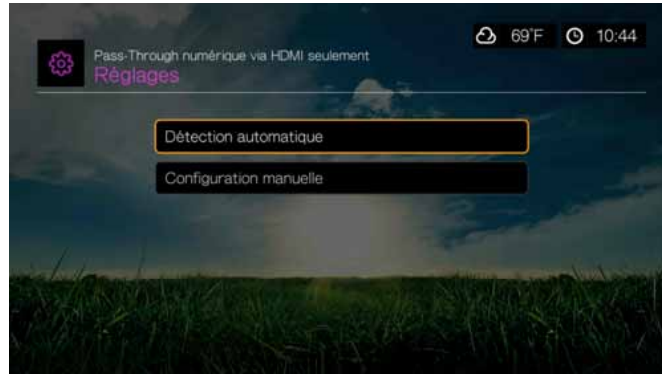 69°F 10:44
Pass-Through numérique via HDMI seulement
Réglages
Détection automatique
Configuration manuelle